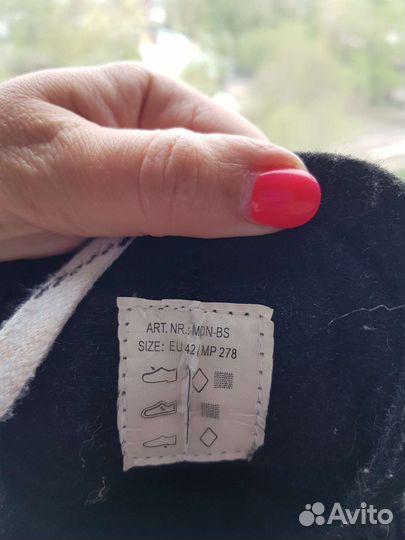 ART. NR.: MON-BS
SIZE: EU 42/MP 278
Avito